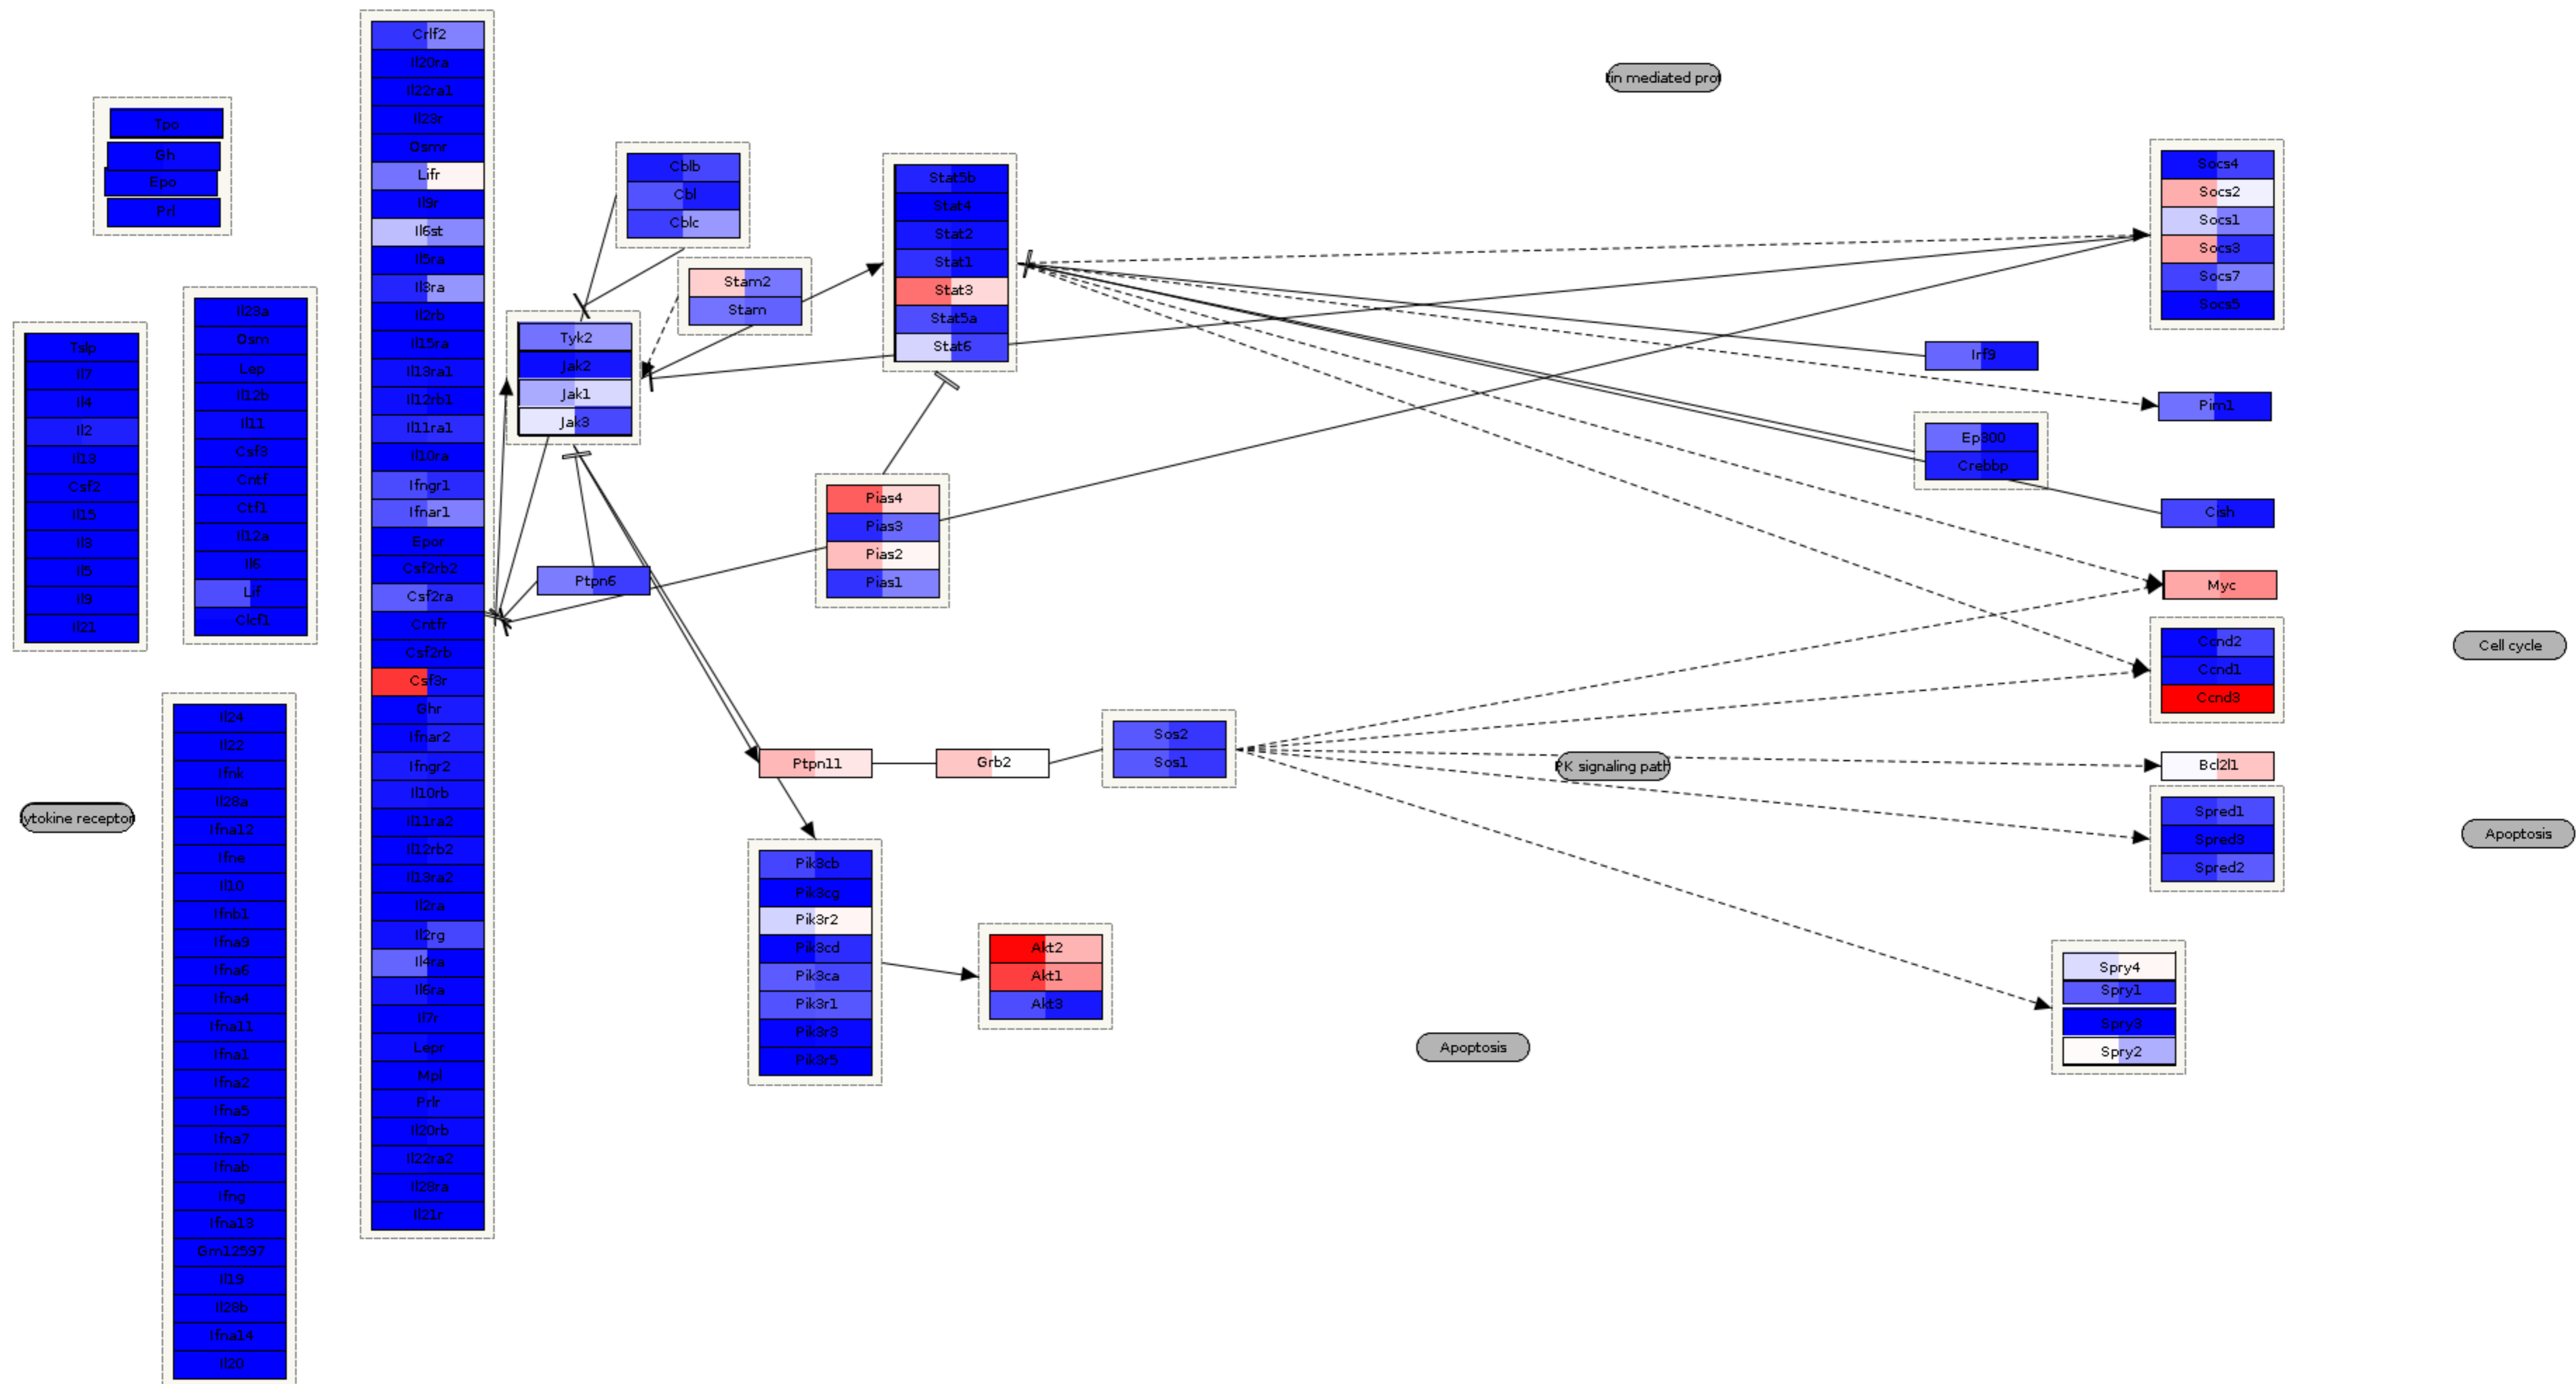 Tpo
Gh
Epo
Prl
Tslp
Il7
Il4
Il2
Il13
Csf2
Il15
Il3
Il5
Il9
Il21
Il23a
Osm
Lep
Il12b
Il11
Csf3
Cntf
Ctf1
Il12a
Il6
Lif
Clcf1
ytokine receptor
Il24
Il22
Ifnk
Il28a
Ifna12
Ifne
Il10
Ifnb1
Ifna9
Ifna6
Ifna4
Ifna11
Ifna1
Ifna2
Ifna5
Ifna7
Ifnab
Ifng
Ifna13
Gm12597
Il19
Il28b
Ifna14
Il20
Crlf2
Il20ra
Il22ra1
Il23r
Osmr
Lifr
Il9r
Il6st
Il5ra
Il3ra
Il2rb
Il15ra
Il13ra1
Il12rb1
Il11ra1
Il10ra
Ifngr1
Ifnar1
Epor
Csf2rb2
Csf2ra
Cntfr
Csf2rb
Csf3r
Ghr
Ifnar2
Ifngr2
Il10rb
Il11ra2
Il12rb2
Il13ra2
Il2ra
Il2rg
Il4ra
Il6ra
Il7r
Lepr
Mpl
Prlr
Il20rb
Il22ra2
Il28ra
Il21r
Cblb
Cbl
Cblc
Stam2
Stam
Tyk2
Jak2
Jak1
Jak3
Ptpn6
Stat5b
Stat4
Stat2
Stat1
Stat3
Stat5a
Stat6
Pias4
Pias3
Pias2
Pias1
Ptpn11
Grb2
Sos2
Sos1
Pik3cb
Pik3cg
Pik3r2
Pik3cd
Pik3ca
Pik3r1
Pik3r3
Pik3r5
Akt2
Akt1
Akt3
tin mediated prot
PK signaling path
Apoptosis
Irf9
Ep300
Crebbp
Socs4
Socs2
Socs1
Socs3
Socs7
Socs5
Pim1
Cish
Myc
Ccnd2
Ccnd1
Ccnd3
Bcl2l1
Spred1
Spred3
Spred2
Spry4
Spry1
Spry3
Spry2
Cell cycle
Apoptosis